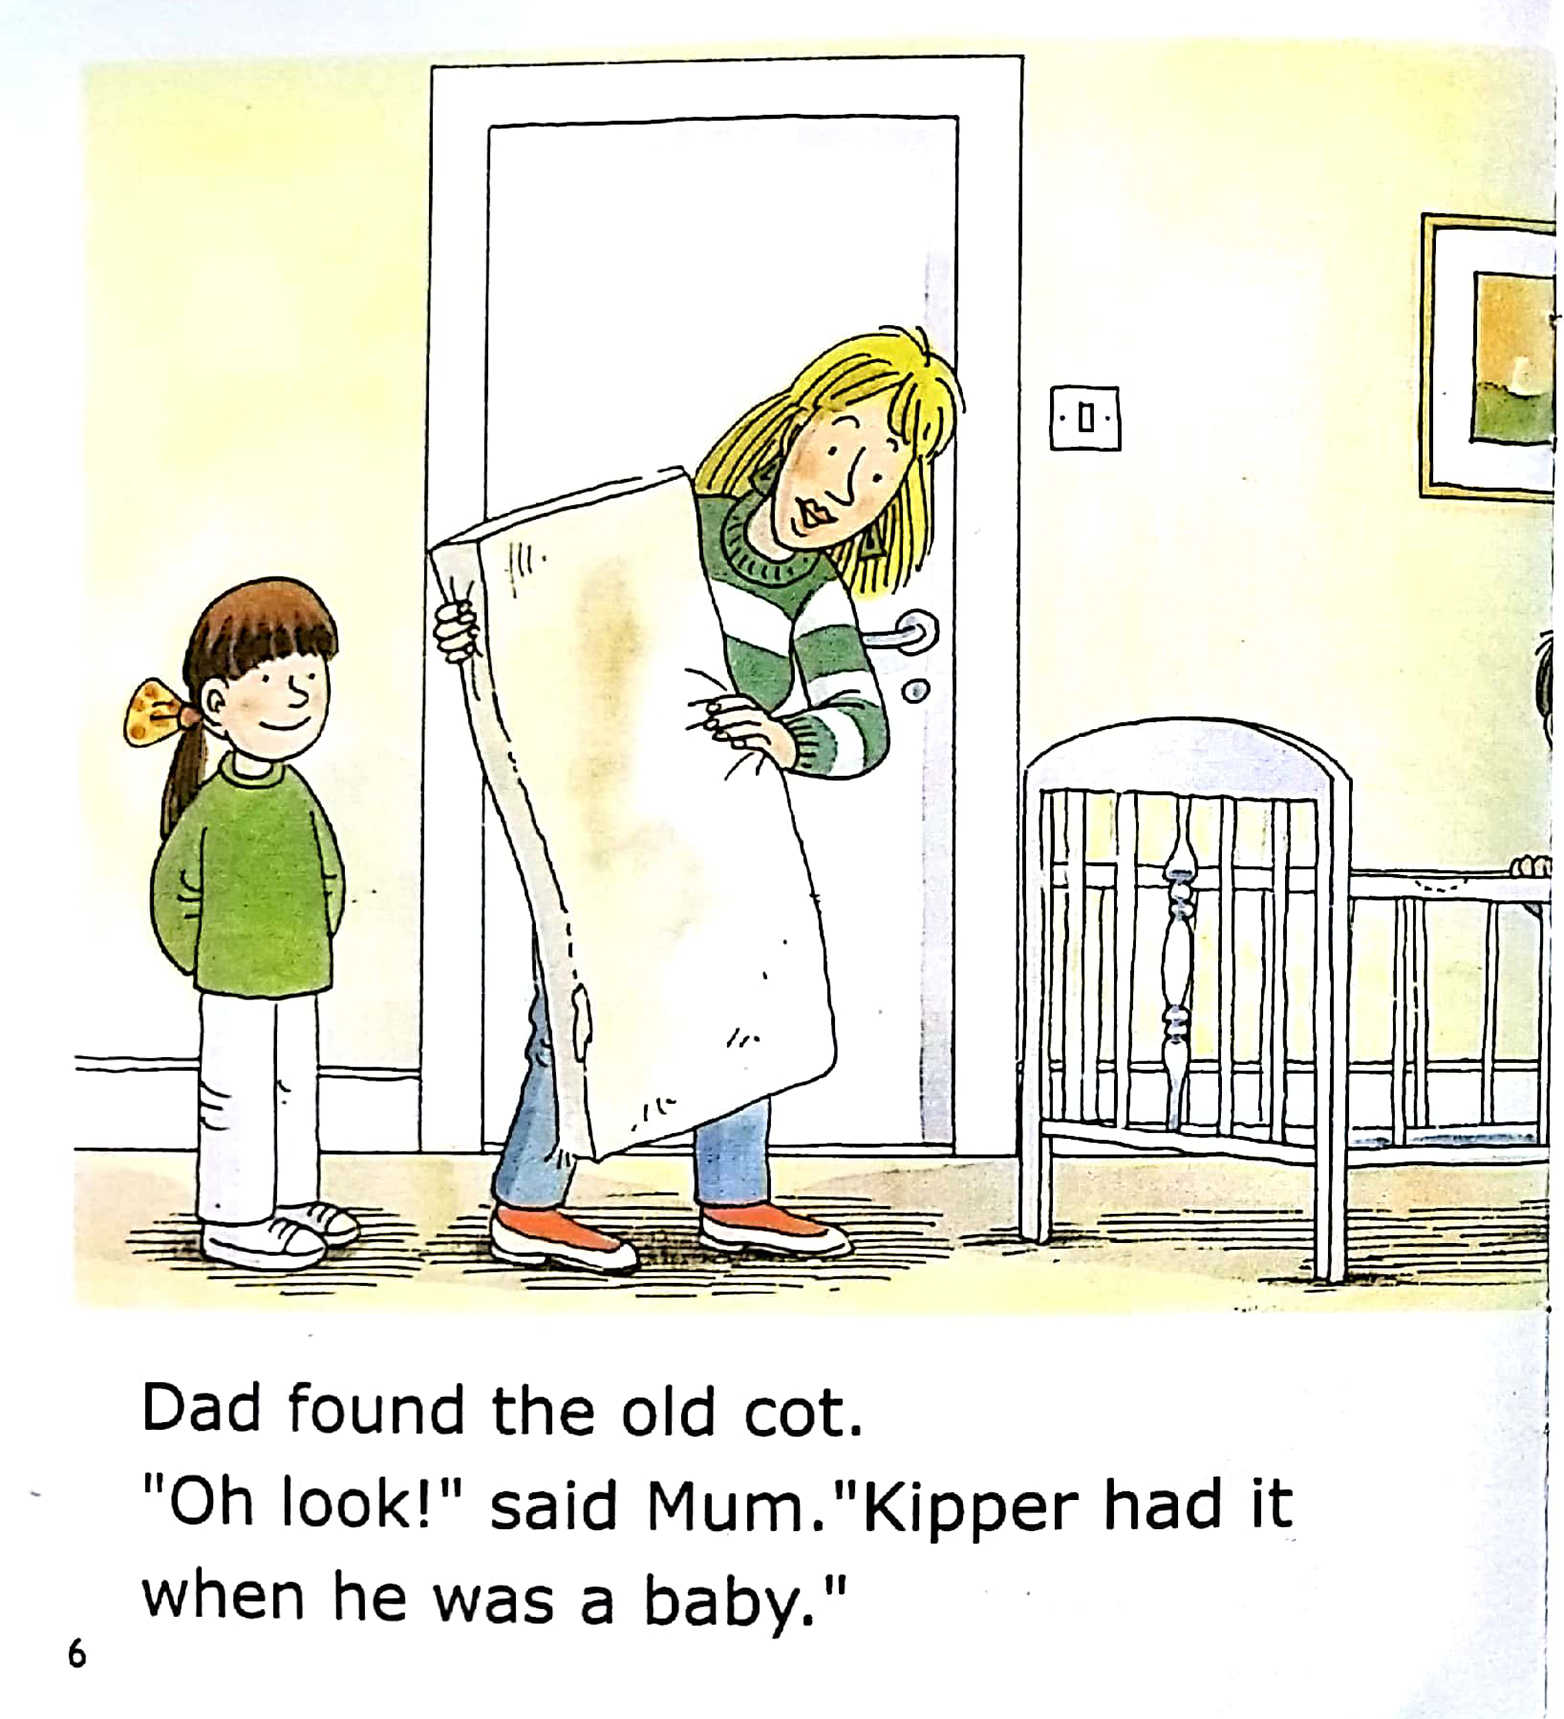 Dad found the old cot.
"Oh look!" said Mum."Kipper had it
when he was a baby."
6